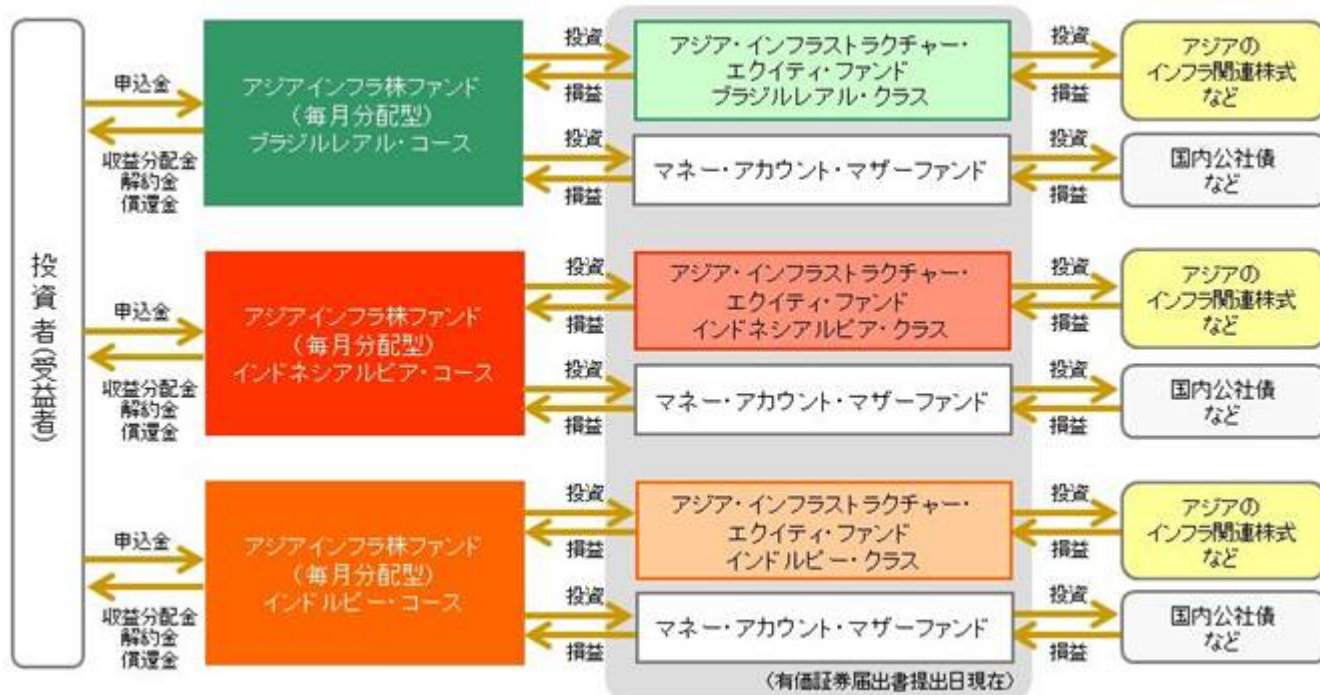 投資者(受益者)
申込金
収益分配金
解約金
償還金
アジアインフラ株ファンド
(毎月分配型)
ブラジルレアル・コース
投資
損益
投資
損益
アジア・インフラストラクチャー・
エクイティ・ファンド
ブラジルレアル・クラス
マネー・アカウント・マザーファンド
投資
損益
投資
損益
アジアの
インフラ関連株式
など
国内公社債
など
申込金
収益分配金
解約金
償還金
アジアインフラ株ファンド
(毎月分配型)
インドネシアルピア・コース
投資
損益
投資
損益
アジア・インフラストラクチャー・
エクイティ・ファンド
インドネシアルピア・クラス
マネー・アカウント・マザーファンド
投資
損益
投資
損益
アジアの
インフラ関連株式
など
国内公社債
など
申込金
収益分配金
解約金
償還金
アジアインフラ株ファンド
(毎月分配型)
インドルピー・コース
投資
損益
投資
損益
アジア・インフラストラクチャー・
エクイティ・ファンド
インドルピー・クラス
マネー・アカウント・マザーファンド
投資
損益
投資
損益
アジアの
インフラ関連株式
など
国内公社債
など
(有価証券届出書提出日現在)